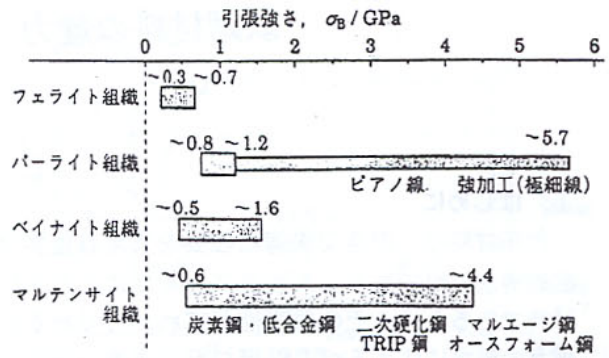 引張強さ, σB / GPa
0 1 2 3 4 5 6
~0.3 ~0.7
フェライト組織
~0.8 ~1.2 ~5.7
パーライト組織
ピアノ線 強加工(極細線)
~0.5 ~1.6
ベイナイト組織
~0.6 ~4.4
マルテンサイト
組織
炭素鋼・低合金鋼 二次硬化鋼 マルエージ鋼
TRIP 鋼 オースフォーム鋼